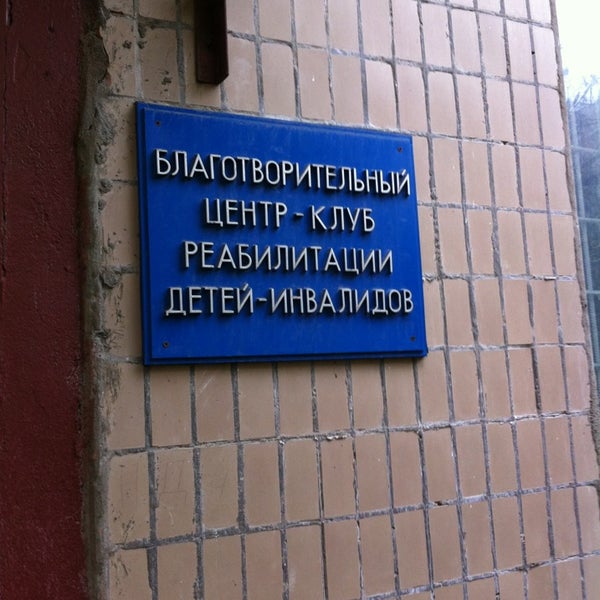 БЛАГОТВОРИТЕЛЬНЫЙ
ЦЕНТР-КЛУБ
РЕАБИЛИТАЦИИ
ДЕТЕЙ-ИНВАЛИДОВ